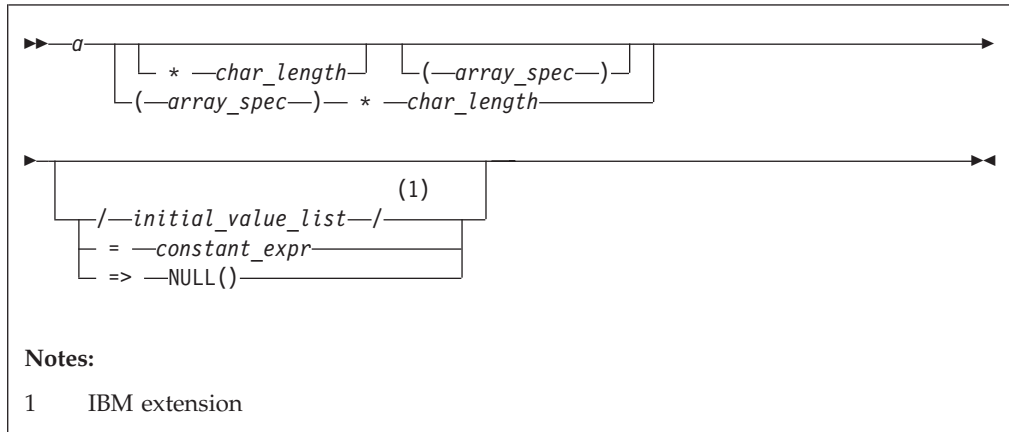 a
* char_length (array_spec)
(array_spec) * char_length
(1)
/initial_value_list/
= constant_expr
=> NULL()
Notes:
1 IBM extension